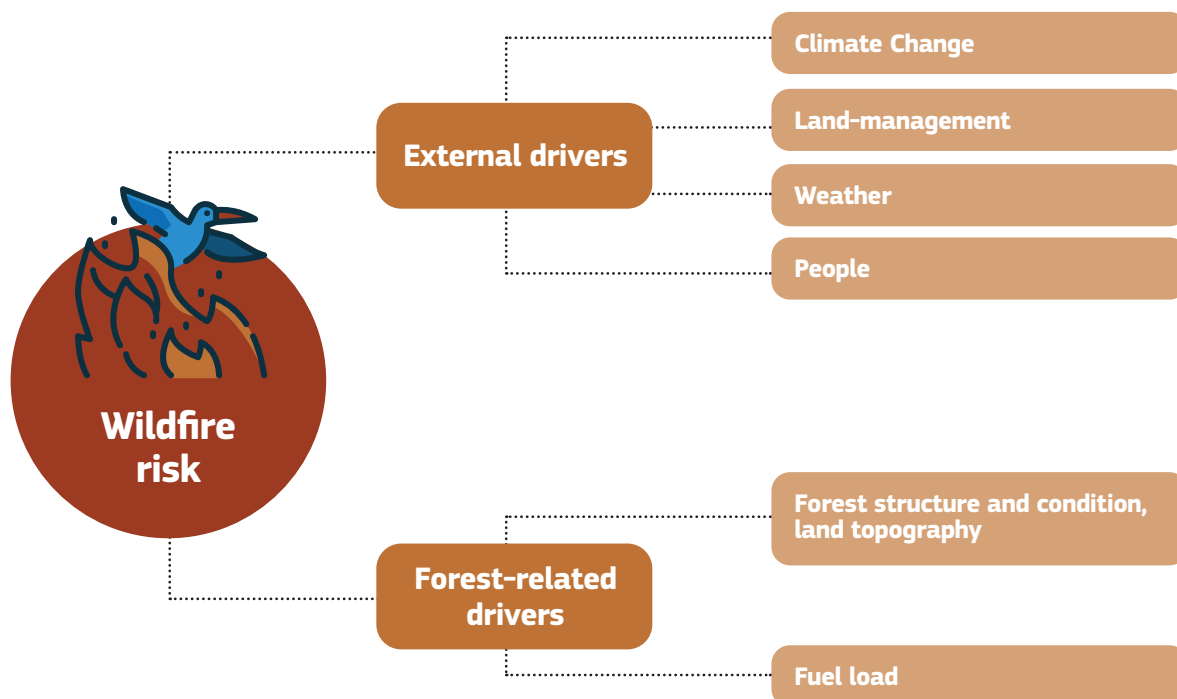 Wildfire
risk
External drivers
Climate Change
Land-management
Weather
People
Forest-related
drivers
Forest structure and condition,
land topography
Fuel load